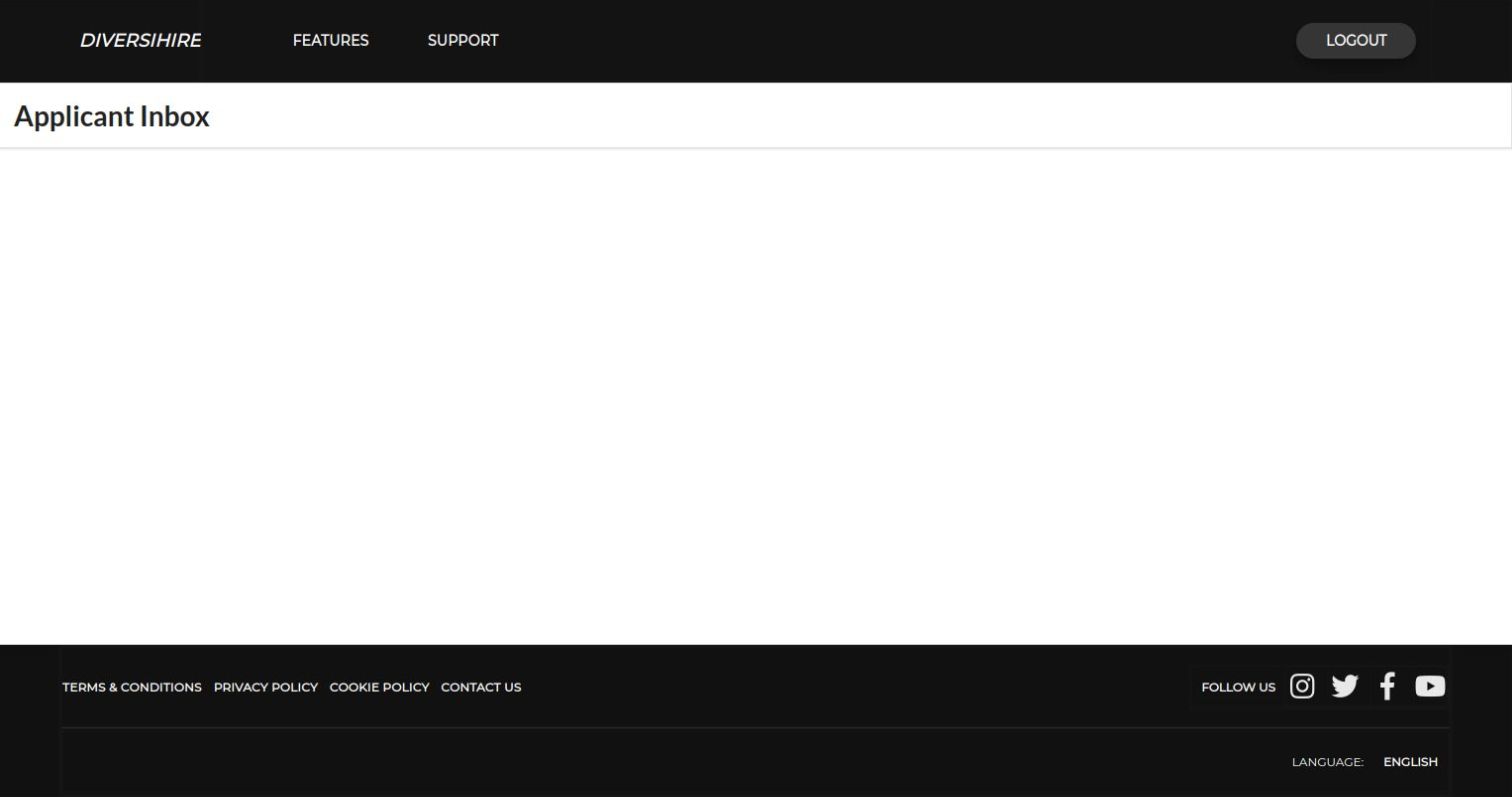 DIVERSIHIRE FEATURES SUPPORT LOGOUT
Applicant Inbox
TERMS & CONDITIONS PRIVACY POLICY COOKIE POLICY CONTACT US FOLLOW US
LANGUAGE: ENGLISH